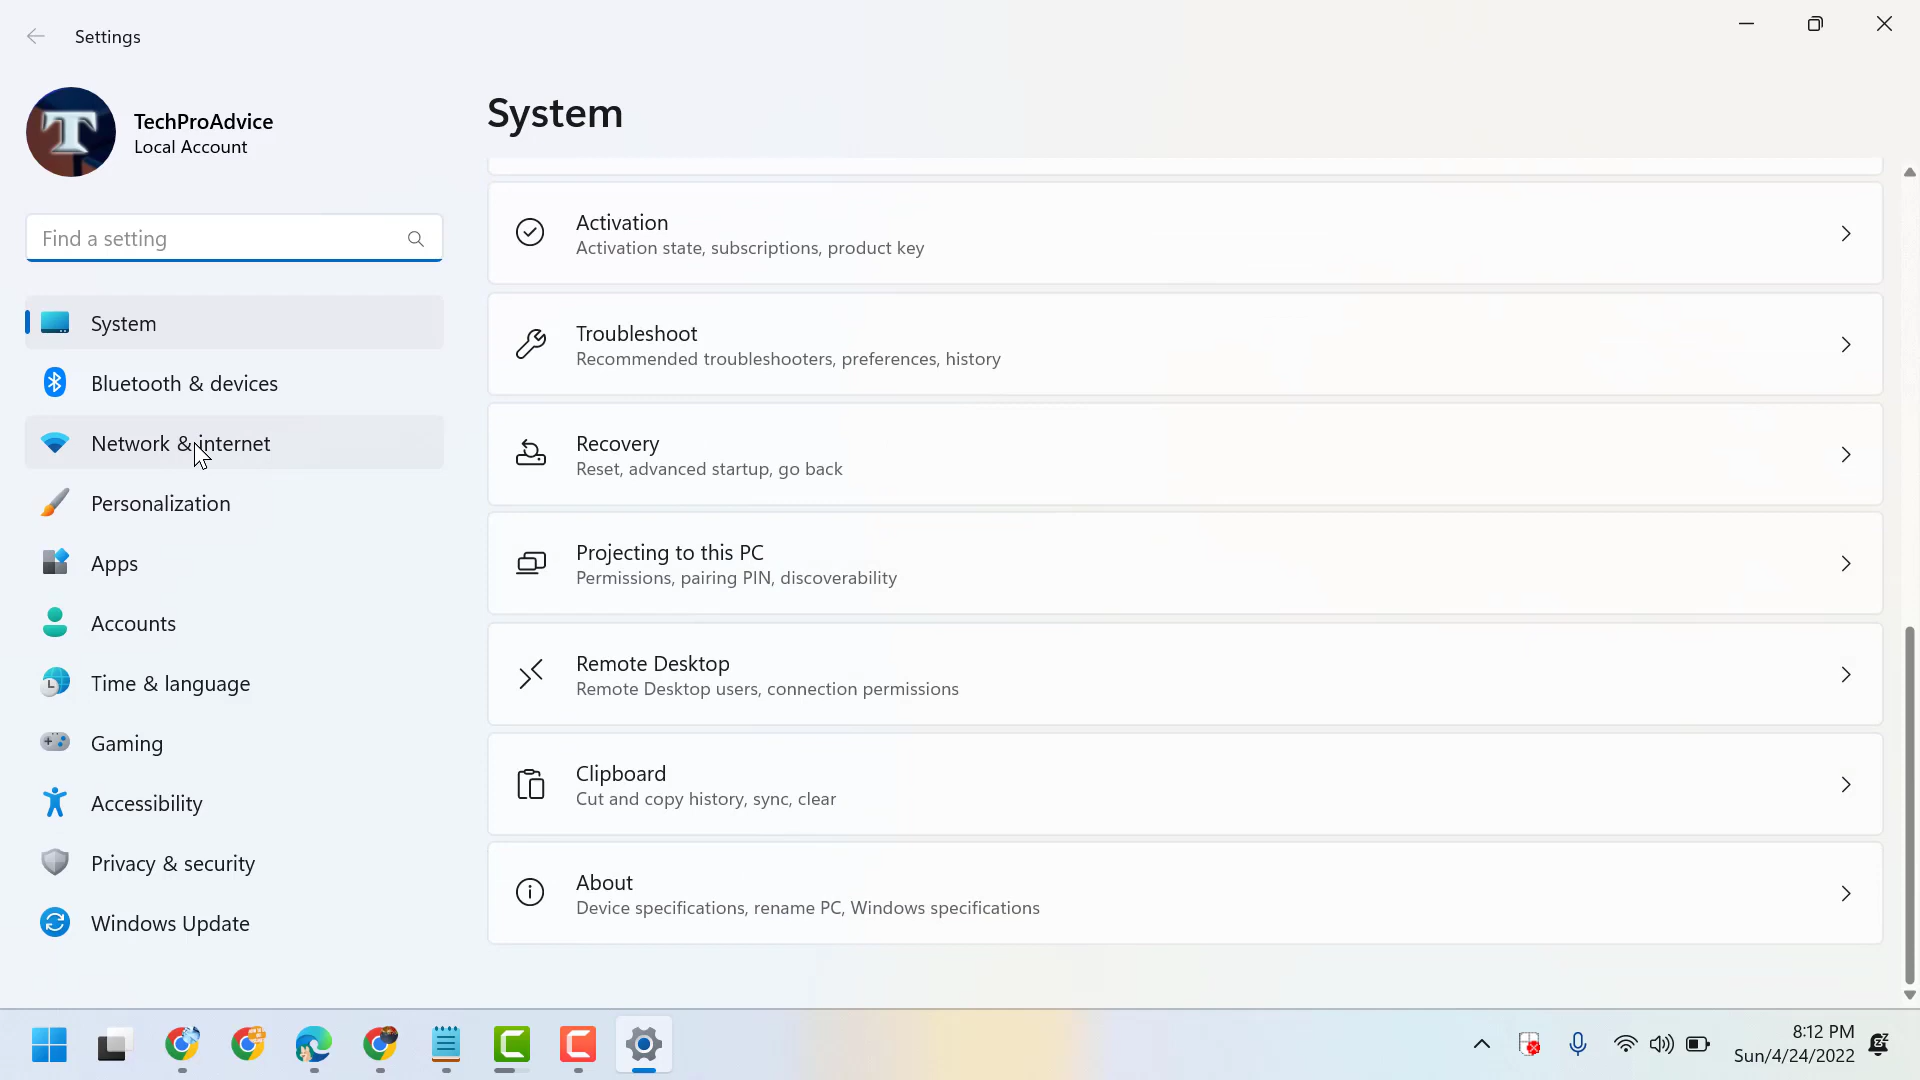 Settings
TechProAdvice
Local Account
Find a setting
System
Bluetooth & devices
Network & internet
Personalization
Apps
Accounts
Time & language
Gaming
Accessibility
Privacy & security
Windows Update
System
Activation
Activation state, subscriptions, product key
Troubleshoot
Recommended troubleshooters, preferences, history
Recovery
Reset, advanced startup, go back
Projecting to this PC
Permissions, pairing PIN, discoverability
Remote Desktop
Remote Desktop users, connection permissions
Clipboard
Cut and copy history, sync, clear
About
Device specifications, rename PC, Windows specifications
8:12 PM
Sun/4/24/2022